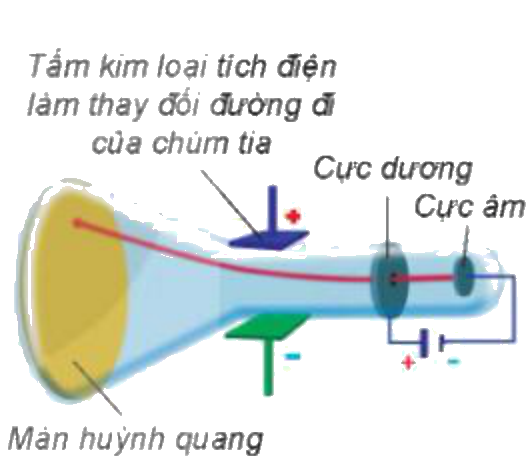 Tấm kim loại tích điện
làm thay đổi đường đi
của chùm tia
Cực dương
Cực âm
+
-
+
-
Màn huỳnh quang